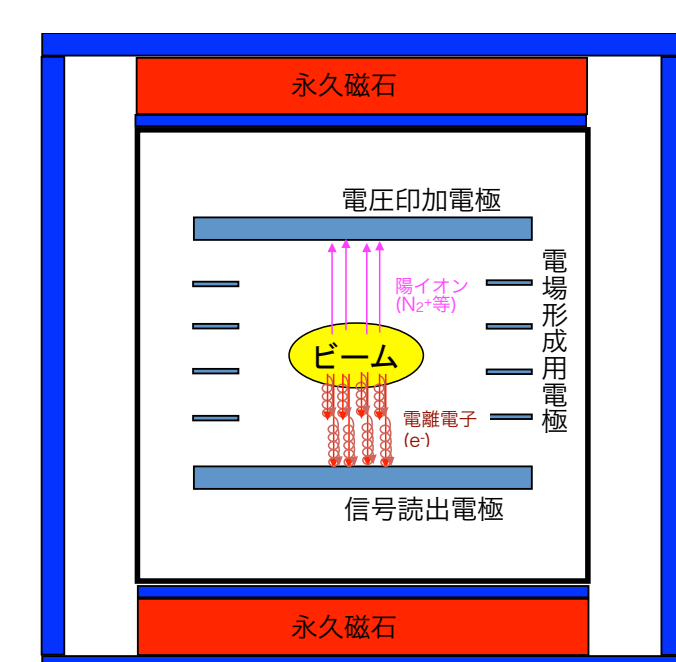 永久磁石
電圧印加電極
陽イオン
(N₂⁺等)
電場形成用電極
ビーム
電離電子
(e⁻)
信号読出電極
永久磁石